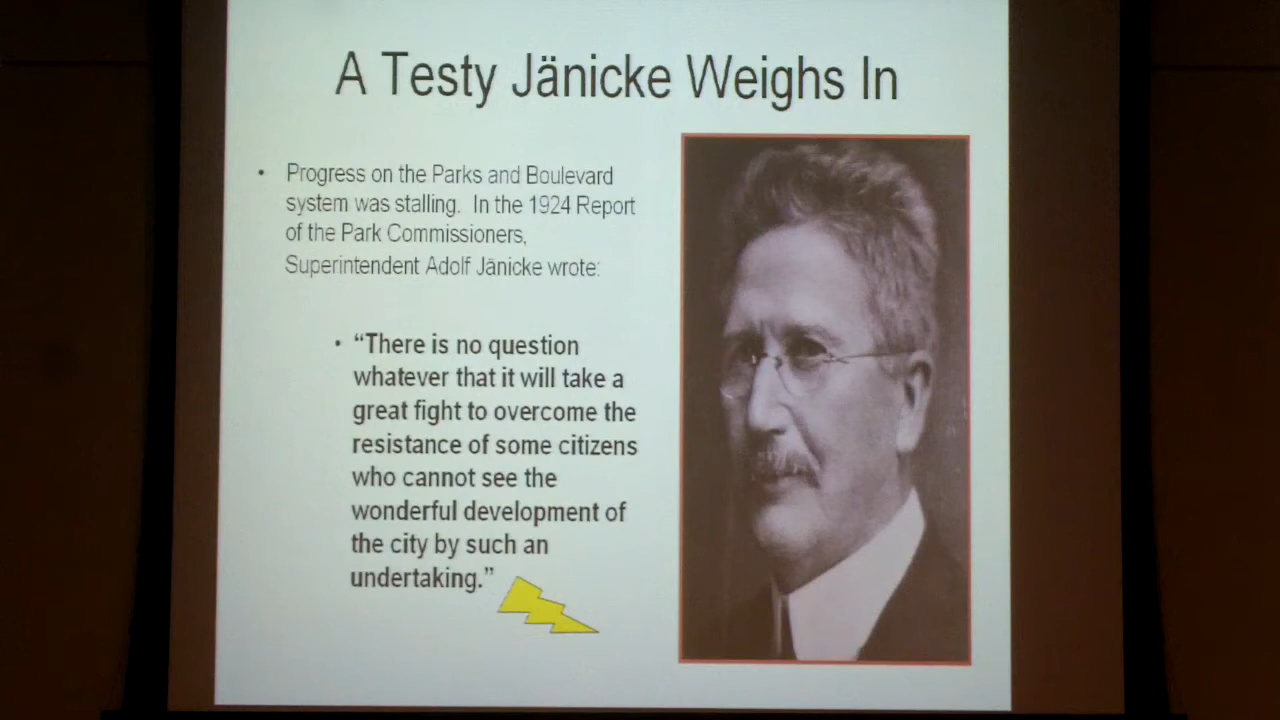 A Testy Jänicke Weighs In
• Progress on the Parks and Boulevard
system was stalling. In the 1924 Report
of the Park Commissioners,
Superintendent Adolf Jänicke wrote:
• “There is no question
whatever that it will take a
great fight to overcome the
resistance of some citizens
who cannot see the
wonderful development of
the city by such an
undertaking.”